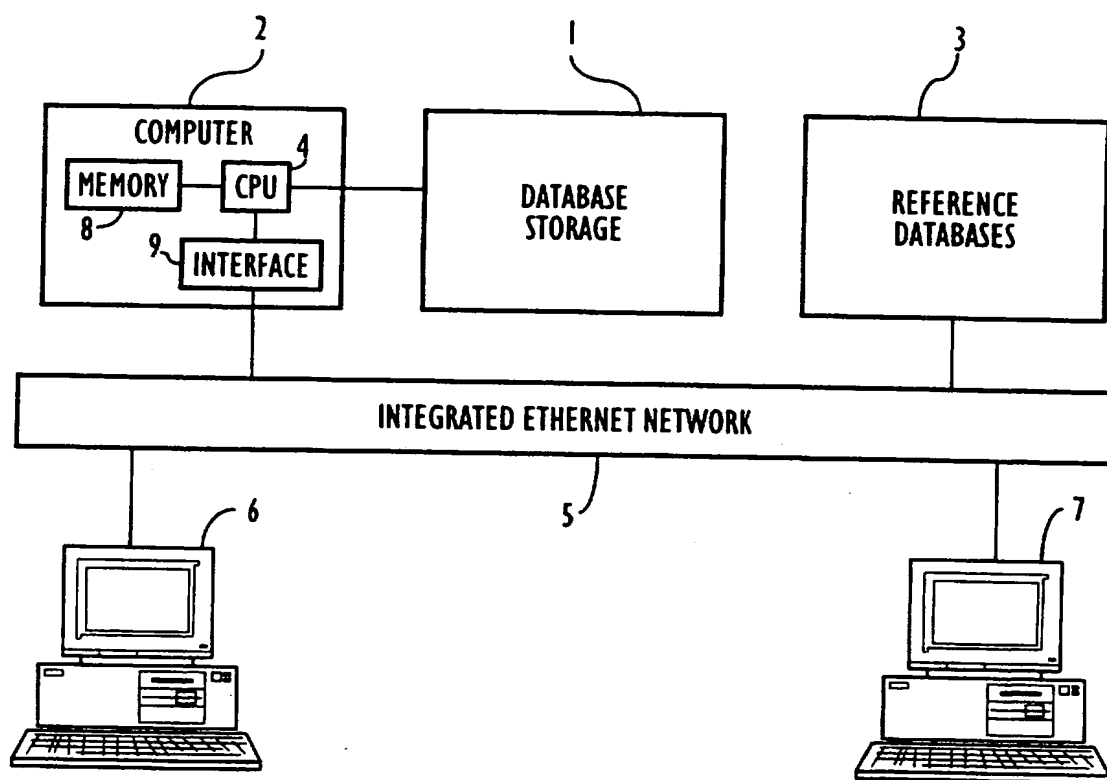 2
1
3
COMPUTER
4
MEMORY
CPU
8
9
INTERFACE
DATABASE
STORAGE
REFERENCE
DATABASES
INTEGRATED ETHERNET NETWORK
5
6
7